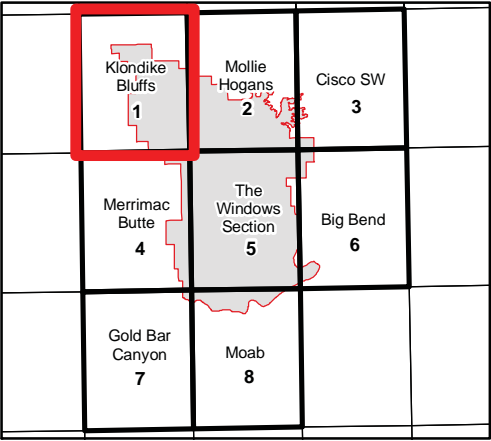 Klondike
Bluffs
1
Mollie
Hogans
2
Cisco SW
3
Merrimac
Butte
4
The
Windows
Section
5
Big Bend
6
Gold Bar
Canyon
7
Moab
8